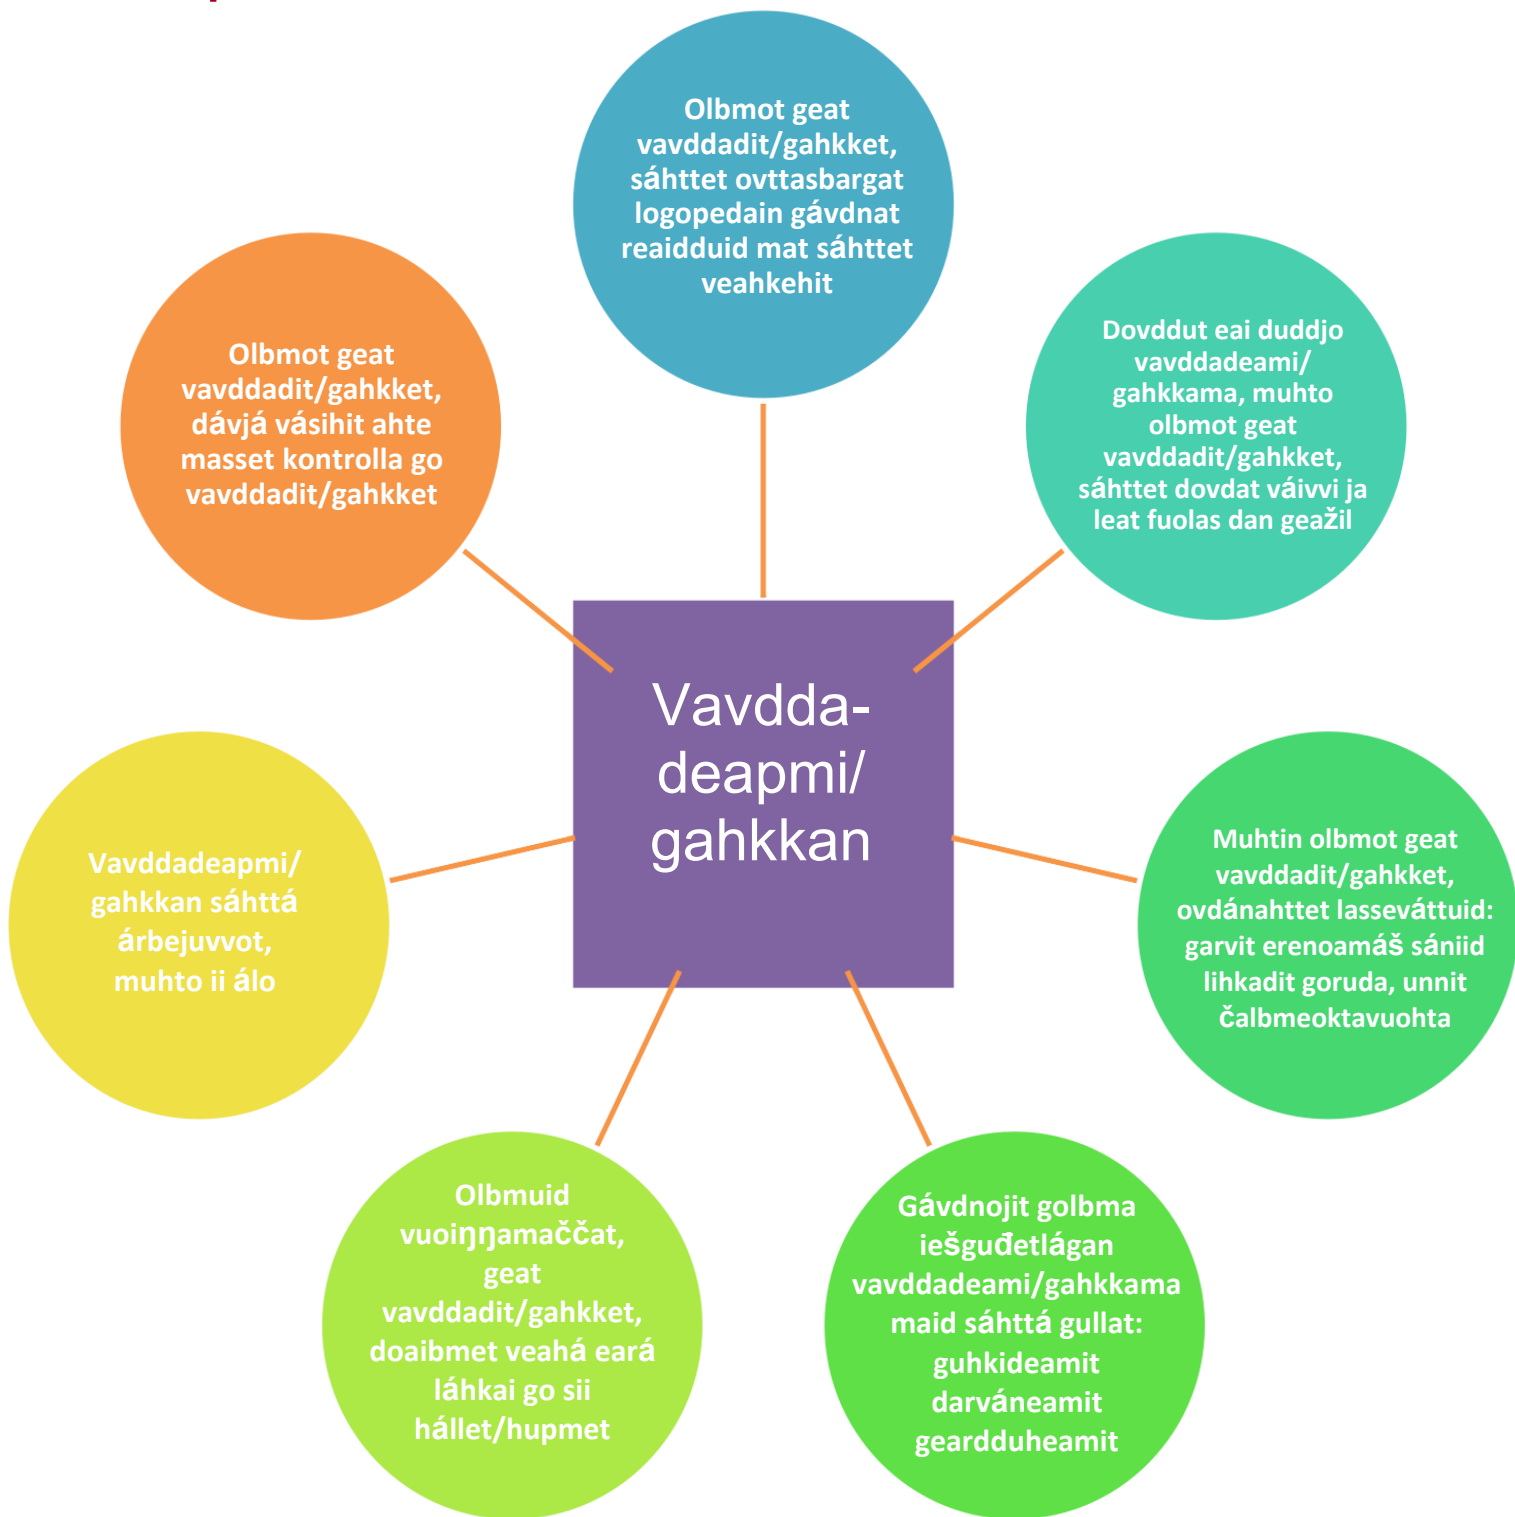 Olbmot geat
vavddadit/gahkket,
sáhttet ovttasbargat
logopedain gávdnat
reaidduid mat sáhttet
veahkehit
Dovddut eai duddjo
vavddadeami/
gahkkama, muhto
olbmot geat
vavddadit/gahkket,
sáhttet dovdat váivvi ja
leat fuolas dan geažil
Olbmot geat
vavddadit/gahkket,
dávjá vásihit ahte
masset kontrolla go
vavddadit/gahkket
Vavdda-
deapmi/
gahkkan
Muhtin olbmot geat
vavddadit/gahkket,
ovdánahttet lasseváttuid:
garvit erenoamáš sániid
lihkadit goruda, unnit
čalbmeoktavuohta
Vavddadeapmi/
gahkkan sáhttá
árbejuvvot,
muhto ii álo
Olbmuid
vuoiŋŋamaččat,
geat
vavddadit/gahkket,
doaibmet veahá eará
láhkai go sii
hállet/hupmet
Gávdnojit golbma
iešguđetlágan
vavddadeami/gahkkama
maid sáhttá gullat:
guhkideamit
darváneamit
geardduheamit